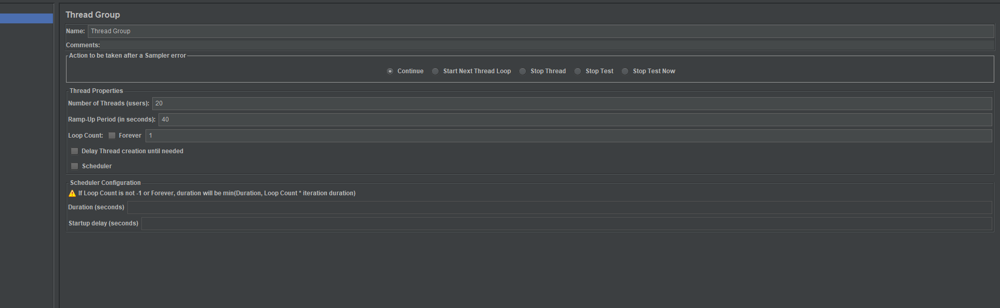 Thread Group
Name: Thread Group
Comments:
Action to be taken after a Sampler error
Continue Start Next Thread Loop Stop Thread Stop Test Stop Test Now
Thread Properties
Number of Threads (users): 20
Ramp-Up Period (in seconds): 40
Loop Count: Forever 1
Delay Thread creation until needed
Scheduler
Scheduler Configuration
If Loop Count is not -1 or Forever, duration will be min(Duration, Loop Count * iteration duration)
Duration (seconds)
Startup delay (seconds)